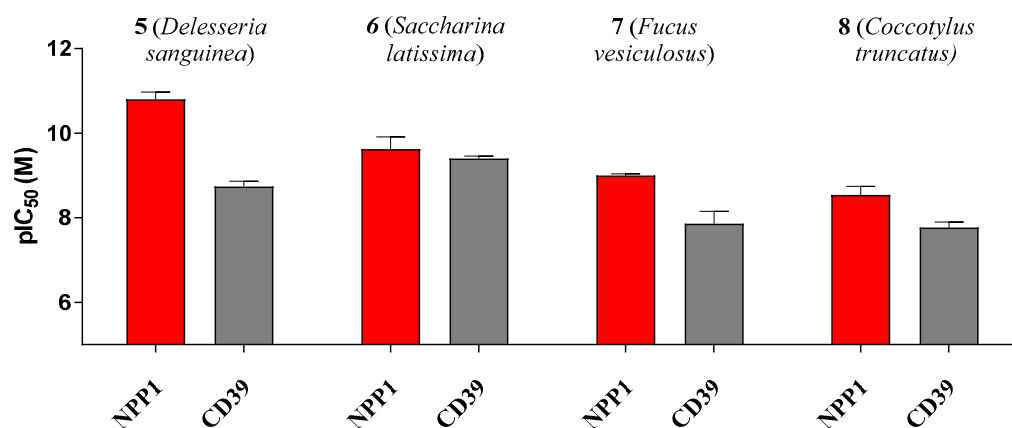 5 (Delesseria
sanguinea)
6 (Saccharina
latissima)
7 (Fucus
vesiculosus)
8 (Coccotylus
truncatus)
pIC50 (M)
12
10
8
6
NPP1
CD39
NPP1
CD39
NPP1
CD39
NPP1
CD39